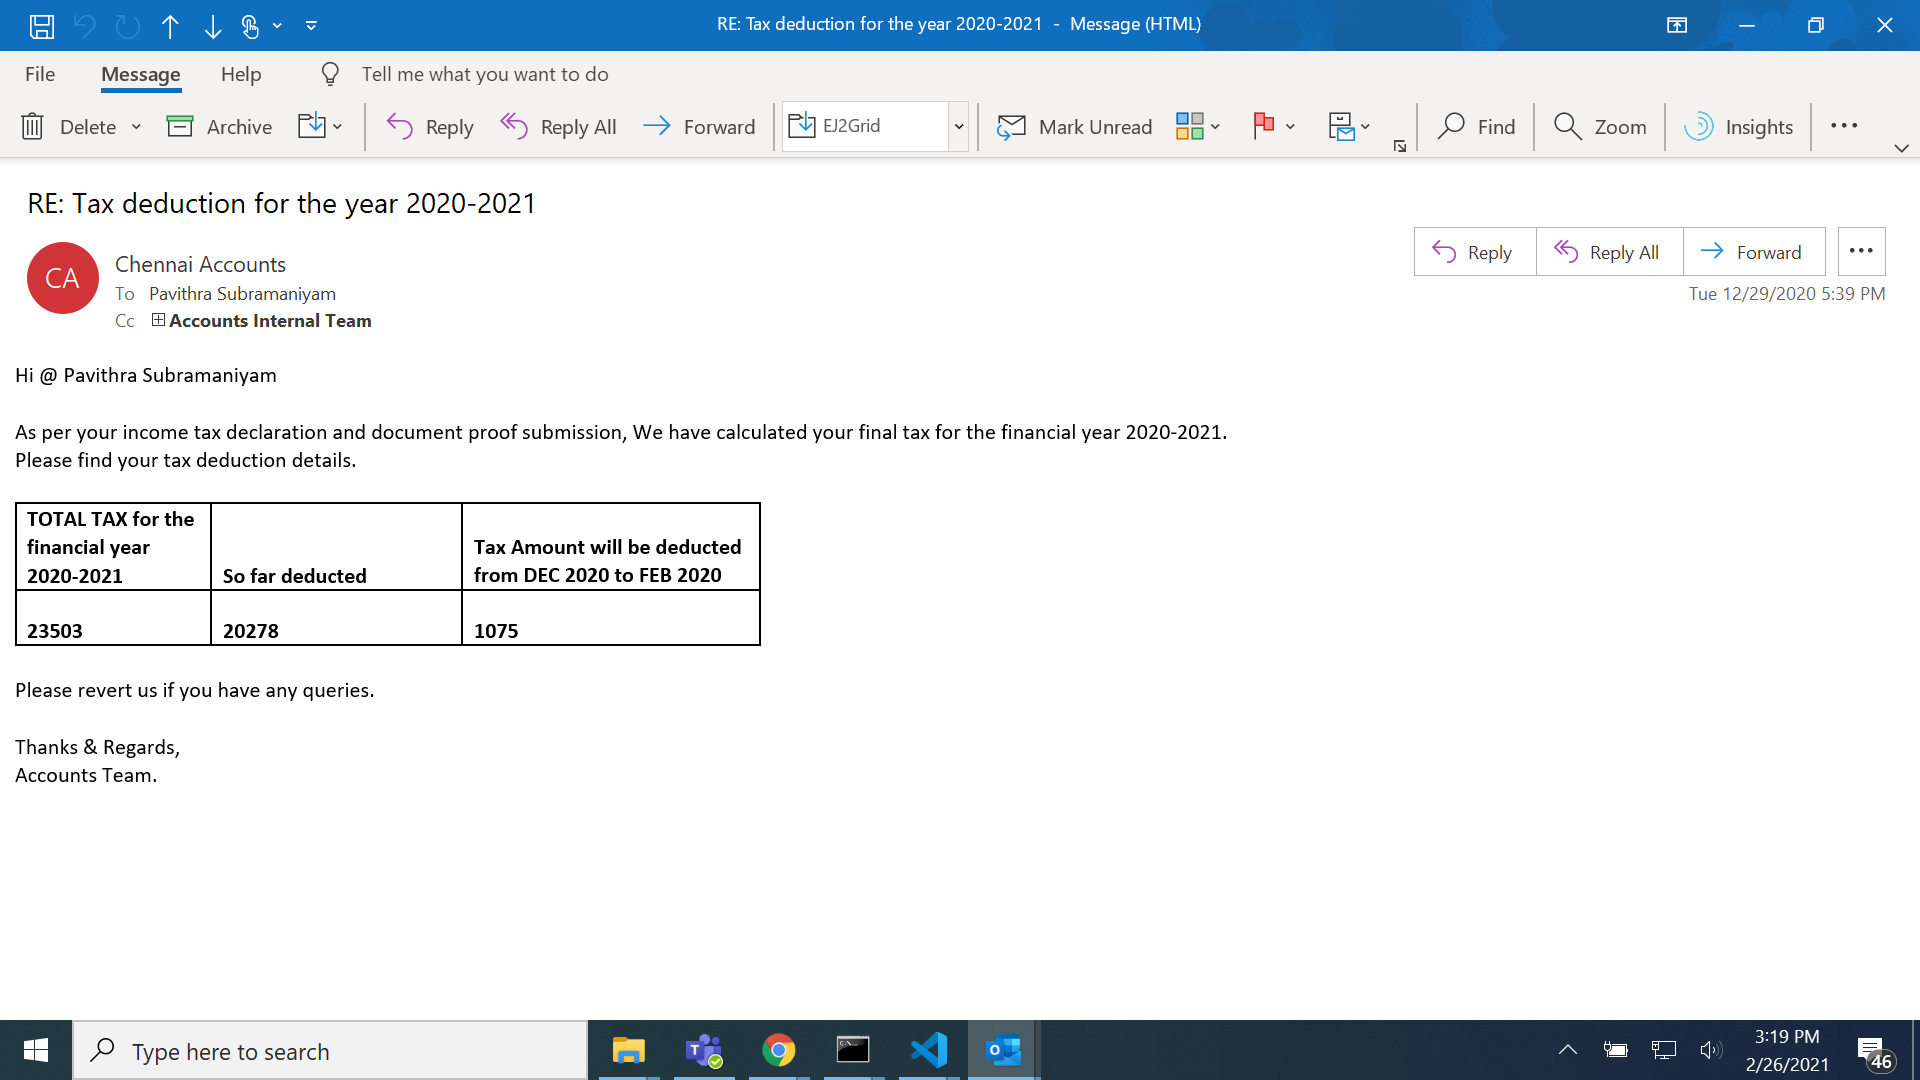 RE: Tax deduction for the year 2020-2021 - Message (HTML)
File Message Help Tell me what you want to do
Delete Archive Reply Reply All Forward EJ2Grid Mark Unread Find Zoom Insights
RE: Tax deduction for the year 2020-2021
Reply Reply All Forward
CA
Chennai Accounts
To Pavithra Subramaniyam
Tue 12/29/2020 5:39 PM
Cc Accounts Internal Team
Hi @ Pavithra Subramaniyam
As per your income tax declaration and document proof submission, We have calculated your final tax for the financial year 2020-2021.
Please find your tax deduction details.
TOTAL TAX for the
financial year
2020-2021
So far deducted
Tax Amount will be deducted
from DEC 2020 to FEB 2020
23503 20278 1075
Please revert us if you have any queries.
Thanks & Regards,
Accounts Team.
Type here to search
3:19 PM
2/26/2021
46